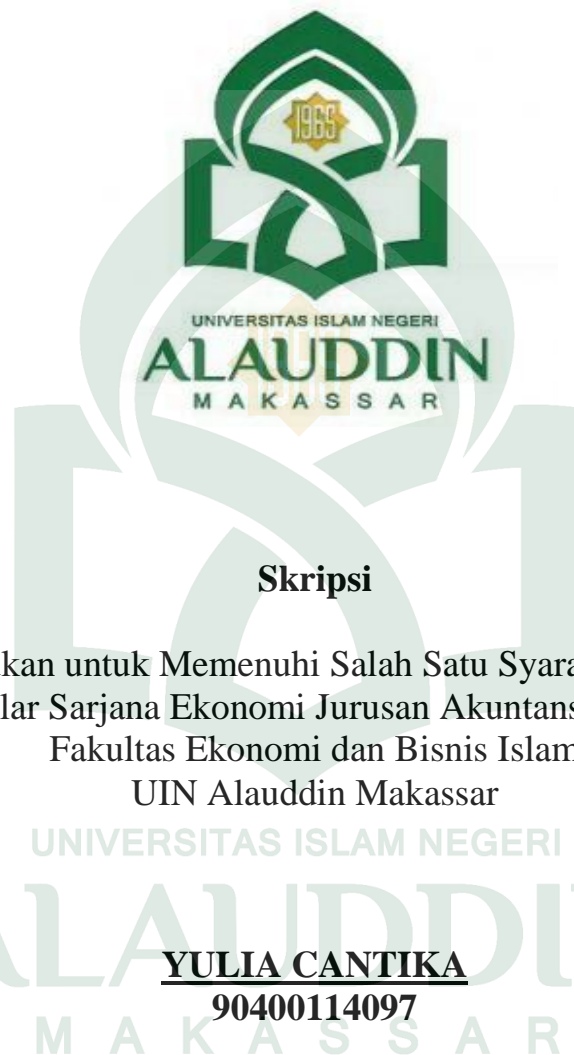 1965
UNIVERSITAS ISLAM NEGERI
ALAUDDIN
MAKASSAR
Skripsi
kan untuk Memenuhi Salah Satu Syara
lar Sarjana Ekonomi Jurusan Akuntans
Fakultas Ekonomi dan Bisnis Islam
UIN Alauddin Makassar
UNIVERSITAS ISLAM NEGERI
ALAUDDIN
YULIA CANTIKA
90400114097
MAKASSAR